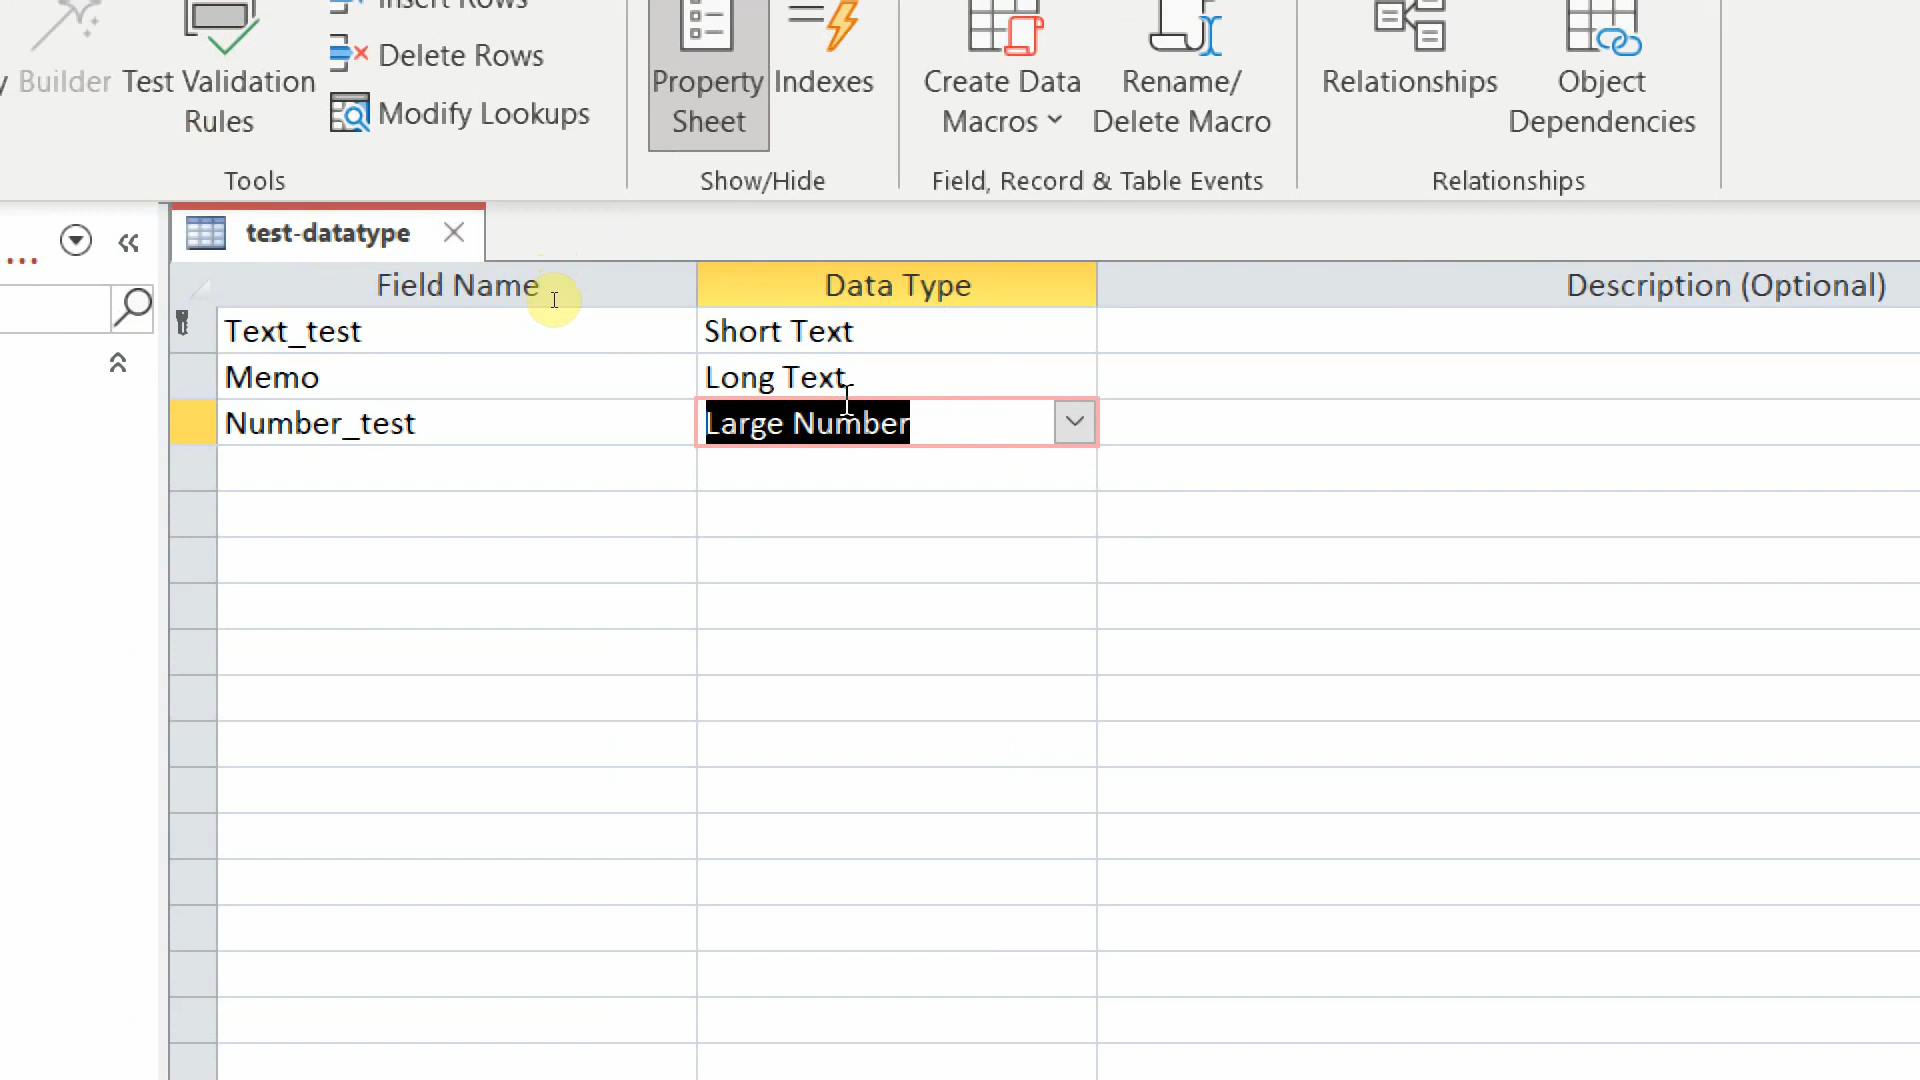 Insert Rows
Delete Rows
Modify Lookups
Builder
Test Validation
Rules
Property
Sheet
Indexes
Create Data
Macros
Rename/
Delete Macro
Relationships
Object
Dependencies
Tools
Show/Hide
Field, Record & Table Events
Relationships
...
test-datatype
Field Name
Data Type
Description (Optional)
Text_test
Short Text
Memo
Long Text
Number_test
Large Number